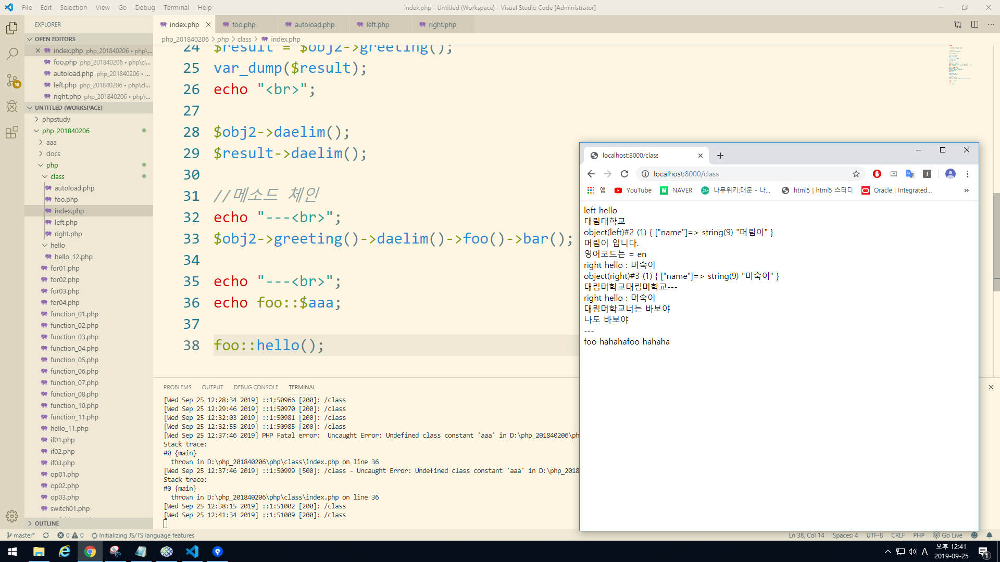 File Edit Selection View Go Debug Terminal Help
index.php - Untitled (Workspace) - Visual Studio Code [Administrator]
EXPLORER
OPEN EDITORS
index.php php_201840206 • php\...
foo.php php_201840206 • php\cl...
autoload.php php_201840206 • ...
left.php php_201840206 • php\cl...
right.php php_201840206 • php\...
UNTITLED (WORKSPACE)
phpstudy
php_201840206
aaa
docs
php
class
autoload.php
foo.php
index.php
left.php
right.php
hello
hello_12.php
for01.php
for02.php
for03.php
for04.php
function_01.php
function_02.php
function_03.php
function_04.php
function_05.php
function_06.php
function_07.php
function_08.php
function_10.php
function_11.php
hello_11.php
if01.php
if02.php
if03.php
op01.php
op02.php
op03.php
switch01.php
OUTLINE
10
index.php foo.php autoload.php left.php right.php
php_201840206 > php > class > index.php
24 $result = $obj2->greeting();
25 var_dump($result);
26 echo "<br>";
27
28 $obj2->daelim();
29 $result->daelim();
30
31 //메소드 체인
32 echo "---<br>";
33 $obj2->greeting()->daelim()->foo()->bar();
34
35 echo "---<br>";
36 echo foo::$aaa;
37
38 foo::hello();
PROBLEMS OUTPUT DEBUG CONSOLE TERMINAL
[Wed Sep 25 12:28:34 2019] ::1:50966 [200]: /class
[Wed Sep 25 12:29:46 2019] ::1:50970 [200]: /class
[Wed Sep 25 12:32:03 2019] ::1:50981 [200]: /class
[Wed Sep 25 12:32:55 2019] ::1:50985 [200]: /class
[Wed Sep 25 12:37:46 2019] PHP Fatal error:  Uncaught Error: Undefined class constant 'aaa' in D:\php_201840206\ph
Stack trace:
#0 {main}
  thrown in D:\php_201840206\php\class\index.php on line 36
[Wed Sep 25 12:37:46 2019] ::1:50999 [500]: /class - Uncaught Error: Undefined class constant 'aaa' in D:\php_2018
Stack trace:
#0 {main}
  thrown in D:\php_201840206\php\class\index.php on line 36
[Wed Sep 25 12:38:15 2019] ::1:51002 [200]: /class
[Wed Sep 25 12:41:34 2019] ::1:51009 [200]: /class
localhost:8000/class
localhost:8000/class
앱 YouTube NAVER 나무위키:대문 - 나... html5 | html5 스터디 Oracle | Integrated... »
left hello
대림대학교
object(left)#2 (1) { ["name"]=> string(9) "머림이" }
머림이 입니다.
영어코드는 = en
right hello : 머숙이
object(right)#3 (1) { ["name"]=> string(9) "머숙이" }
대림머학교대림머학교---
right hello : 머숙이
대림머학교너는 바보야
나도 바보야
---
foo hahahafoo hahaha
master* 0 0 Initializing JS/TS language features
Ln 38, Col 14 Spaces: 4 UTF-8 CRLF PHP Go Live
A 오후 12:41
2019-09-25
1